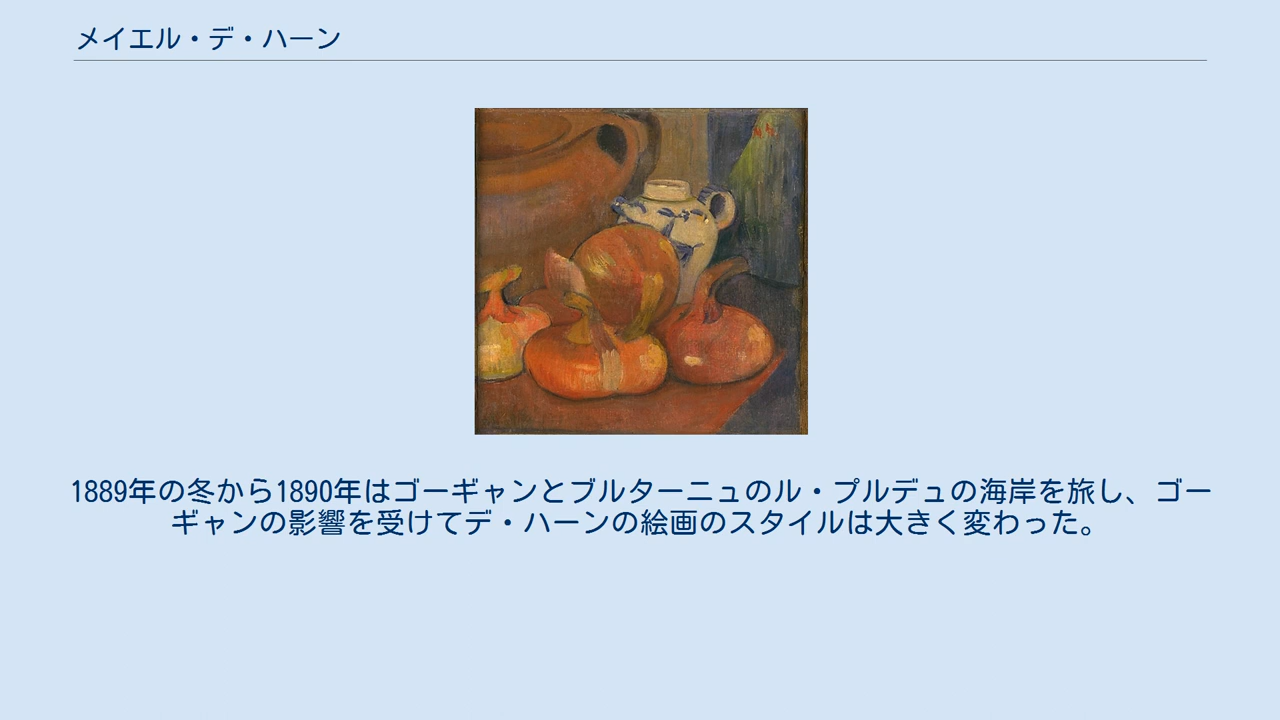 メイエル・デ・ハーン
1889年の冬から1890年はゴーギャンとブルターニュのル・プルデュの海岸を旅し、ゴー
ギャンの影響を受けてデ・ハーンの絵画のスタイルは大きく変わった。